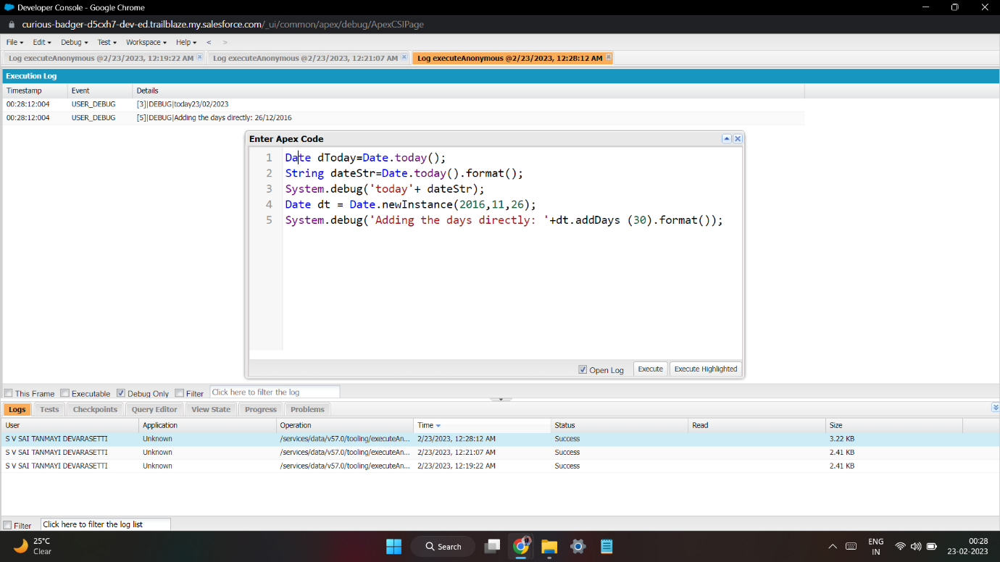 Developer Console - Google Chrome
curious-badger-d5cxh7-dev-ed.trailblaze.my.salesforce.com/_ui/common/apex/debug/ApexCSIPage
File Edit Debug Test Workspace Help < >
Log executeAnonymous @2/23/2023, 12:19:22 AM Log executeAnonymous @2/23/2023, 12:21:07 AM Log executeAnonymous @2/23/2023, 12:28:12 AM
Execution Log
Timestamp Event Details
00:28:12:004 USER_DEBUG [3]|DEBUG|today23/02/2023
00:28:12:004 USER_DEBUG [5]|DEBUG|Adding the days directly: 26/12/2016
Enter Apex Code
1 Date dToday=Date.today();
2 String dateStr=Date.today().format();
3 System.debug('today'+ dateStr);
4 Date dt = Date.newInstance(2016,11,26);
5 System.debug('Adding the days directly: '+dt.addDays (30).format());
Open Log Execute Execute Highlighted
This Frame Executable Debug Only Filter Click here to filter the log
Logs Tests Checkpoints Query Editor View State Progress Problems
User Application Operation Time Status Read Size
S V SAI TANMAYI DEVARASETTI Unknown /services/data/v57.0/tooling/executeAn... 2/23/2023, 12:28:12 AM Success 3.22 KB
S V SAI TANMAYI DEVARASETTI Unknown /services/data/v57.0/tooling/executeAn... 2/23/2023, 12:21:07 AM Success 2.41 KB
S V SAI TANMAYI DEVARASETTI Unknown /services/data/v57.0/tooling/executeAn... 2/23/2023, 12:19:22 AM Success 2.41 KB
Filter Click here to filter the log list
25°C
Clear
Search
ENG
IN
00:28
23-02-2023